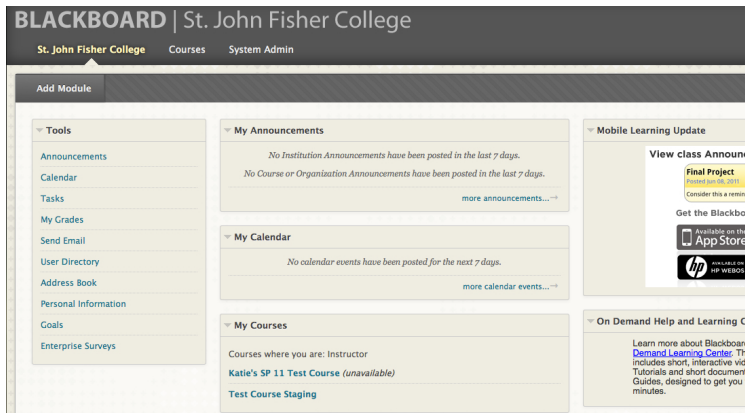 BLACKBOARD | St. John Fisher College
St. John Fisher College Courses System Admin
Add Module
Tools
Announcements
Calendar
Tasks
My Grades
Send Email
User Directory
Address Book
Personal Information
Goals
Enterprise Surveys
My Announcements
No Institution Announcements have been posted in the last 7 days.
No Course or Organization Announcements have been posted in the last 7 days.
more announcements...→
My Calendar
No calendar events have been posted for the next 7 days.
more calendar events...→
My Courses
Courses where you are: Instructor
Katie's SP 11 Test Course (unavailable)
Test Course Staging
Mobile Learning Update
View class
Final Project
Posted Jun 08, 2011
Consider this a
Get the
Available on the
App Store
hp AVAILABLE ON
HP WEBOS
On Demand Help and Learning
Learn more about
Demand Learning Center.
includes short, interactive
Tutorials and short
Guides, designed to get you
minutes.